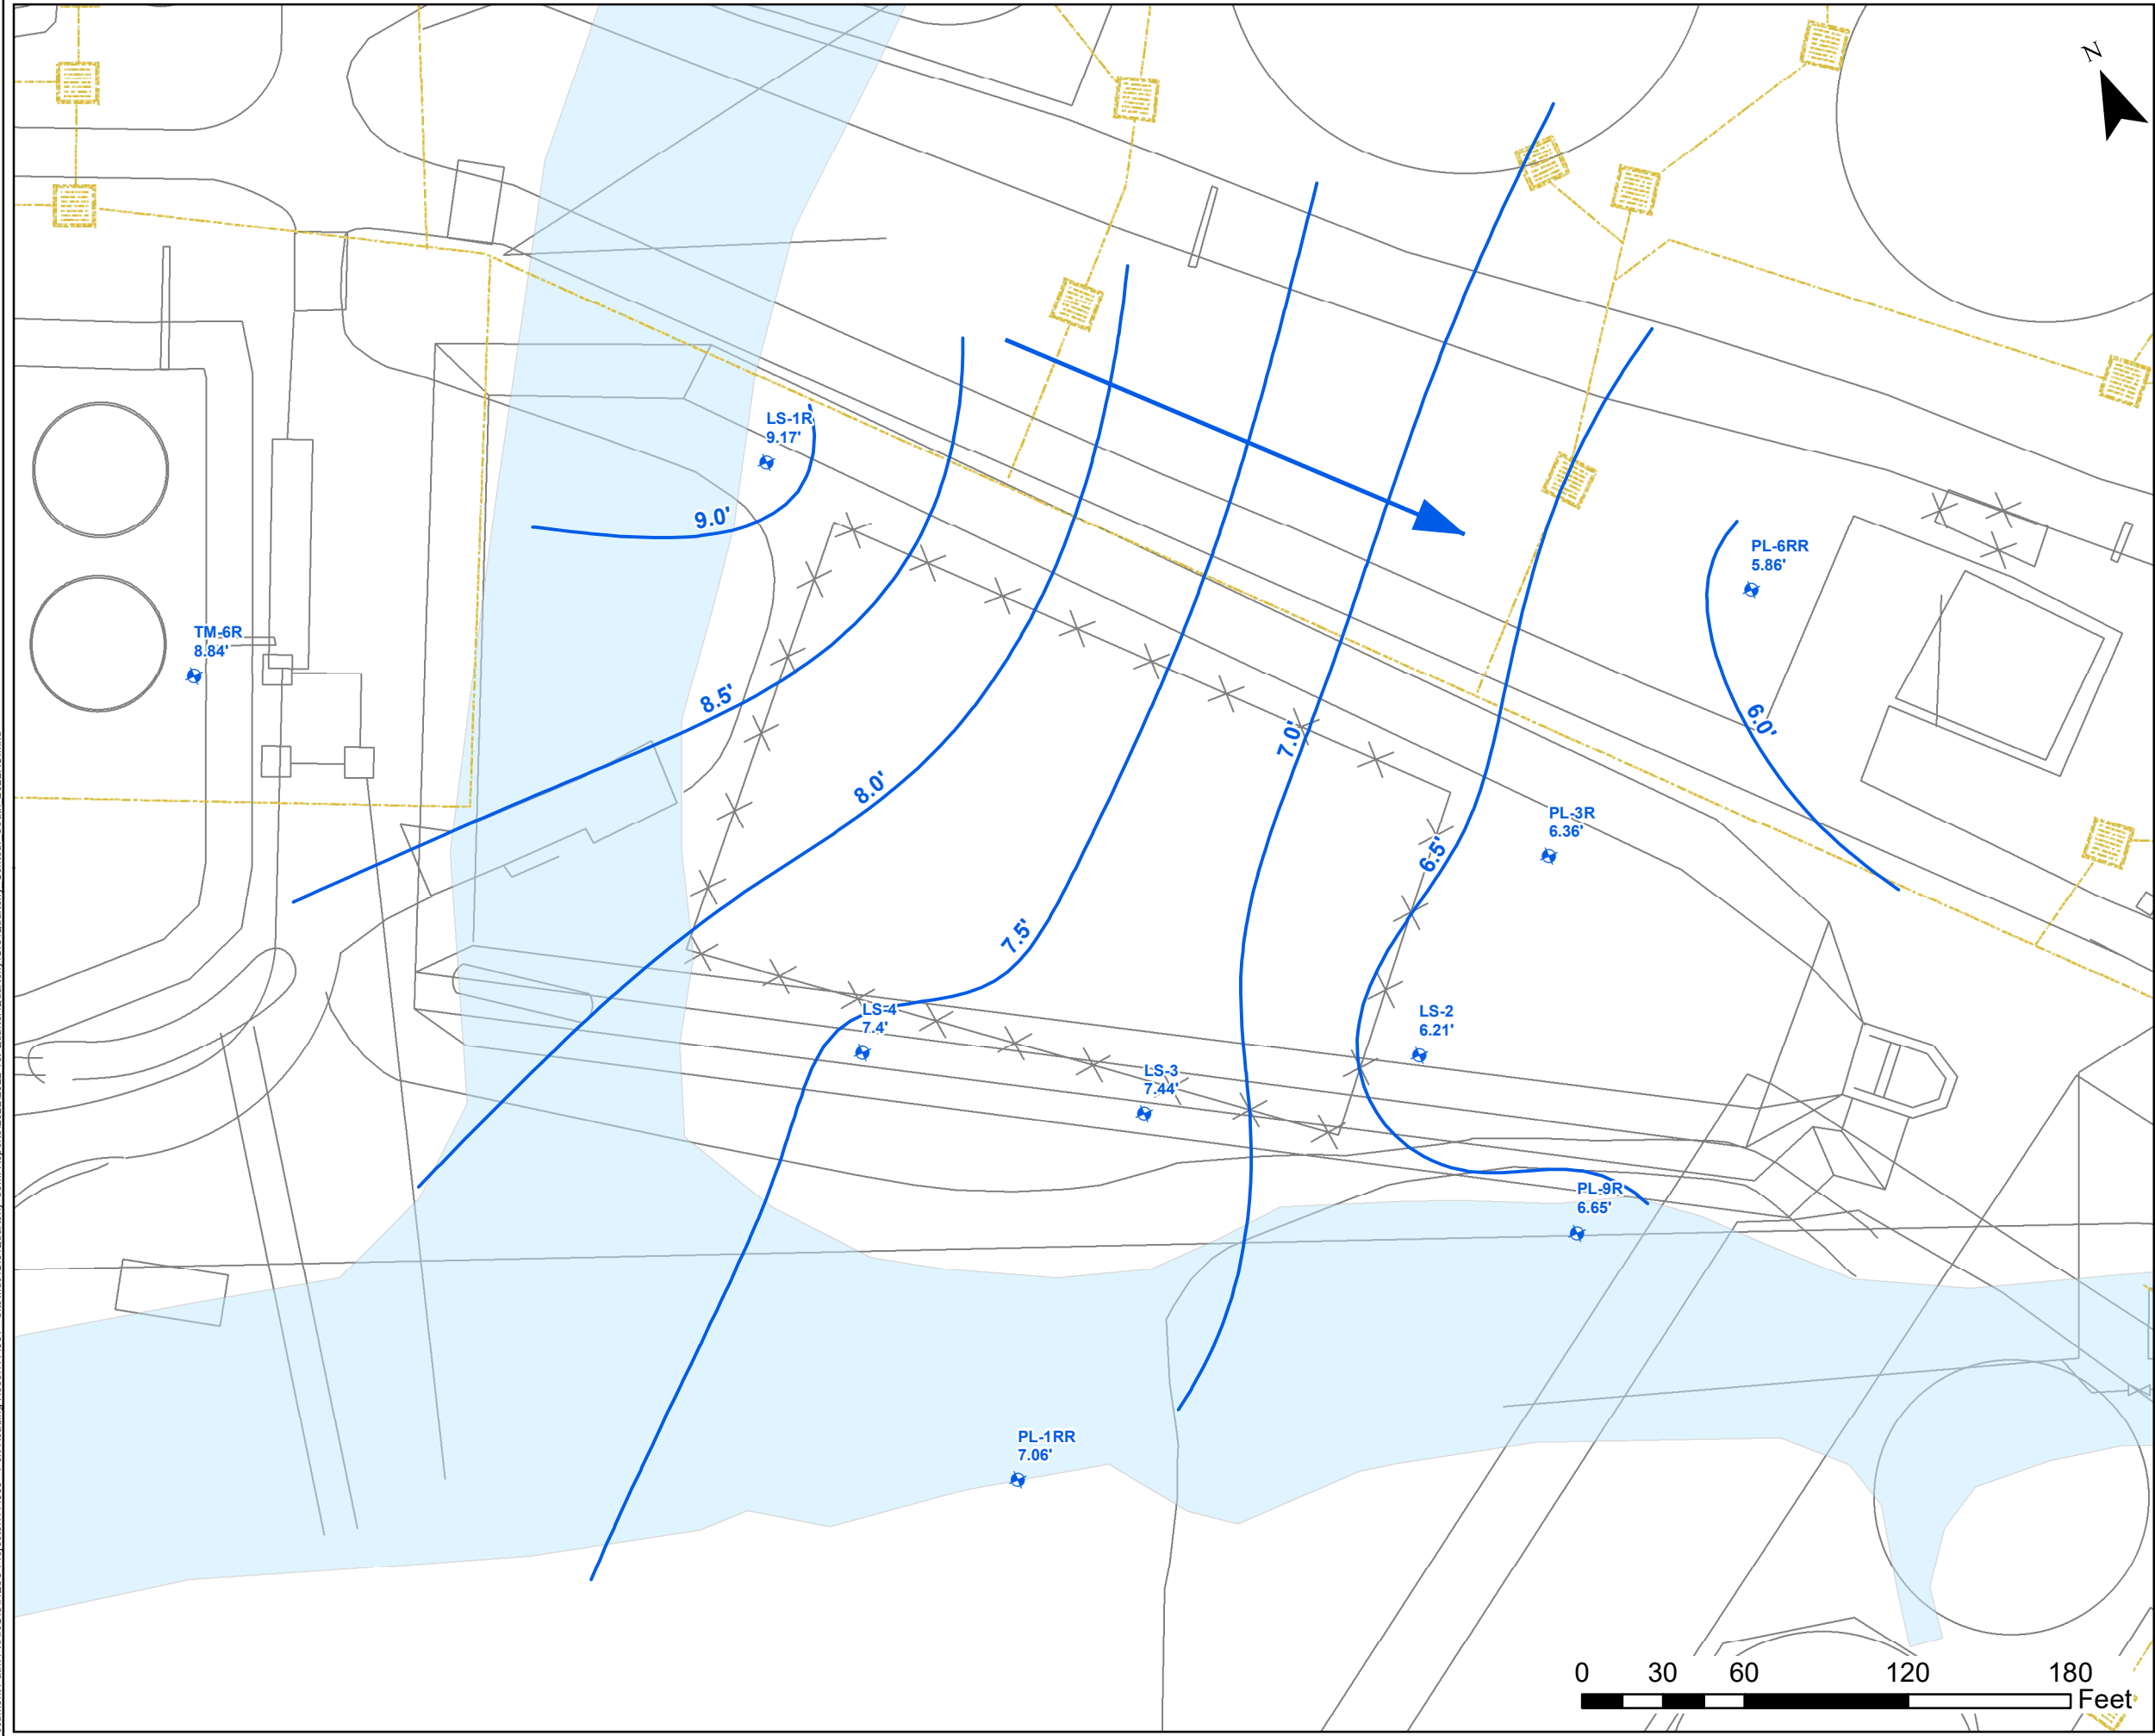 N
LS-1R
9.17'
9.0'
PL-6RR
5.86'
TM-6R
8.84'
8.5'
6.0'
7.0'
8.0'
PL-3R
6.36'
6.5'
7.5'
LS-4
7.4'
LS-2
6.21'
LS-3
7.44'
PL-9R
6.65'
PL-1RR
7.06'
0 30 60 120 180
Feet